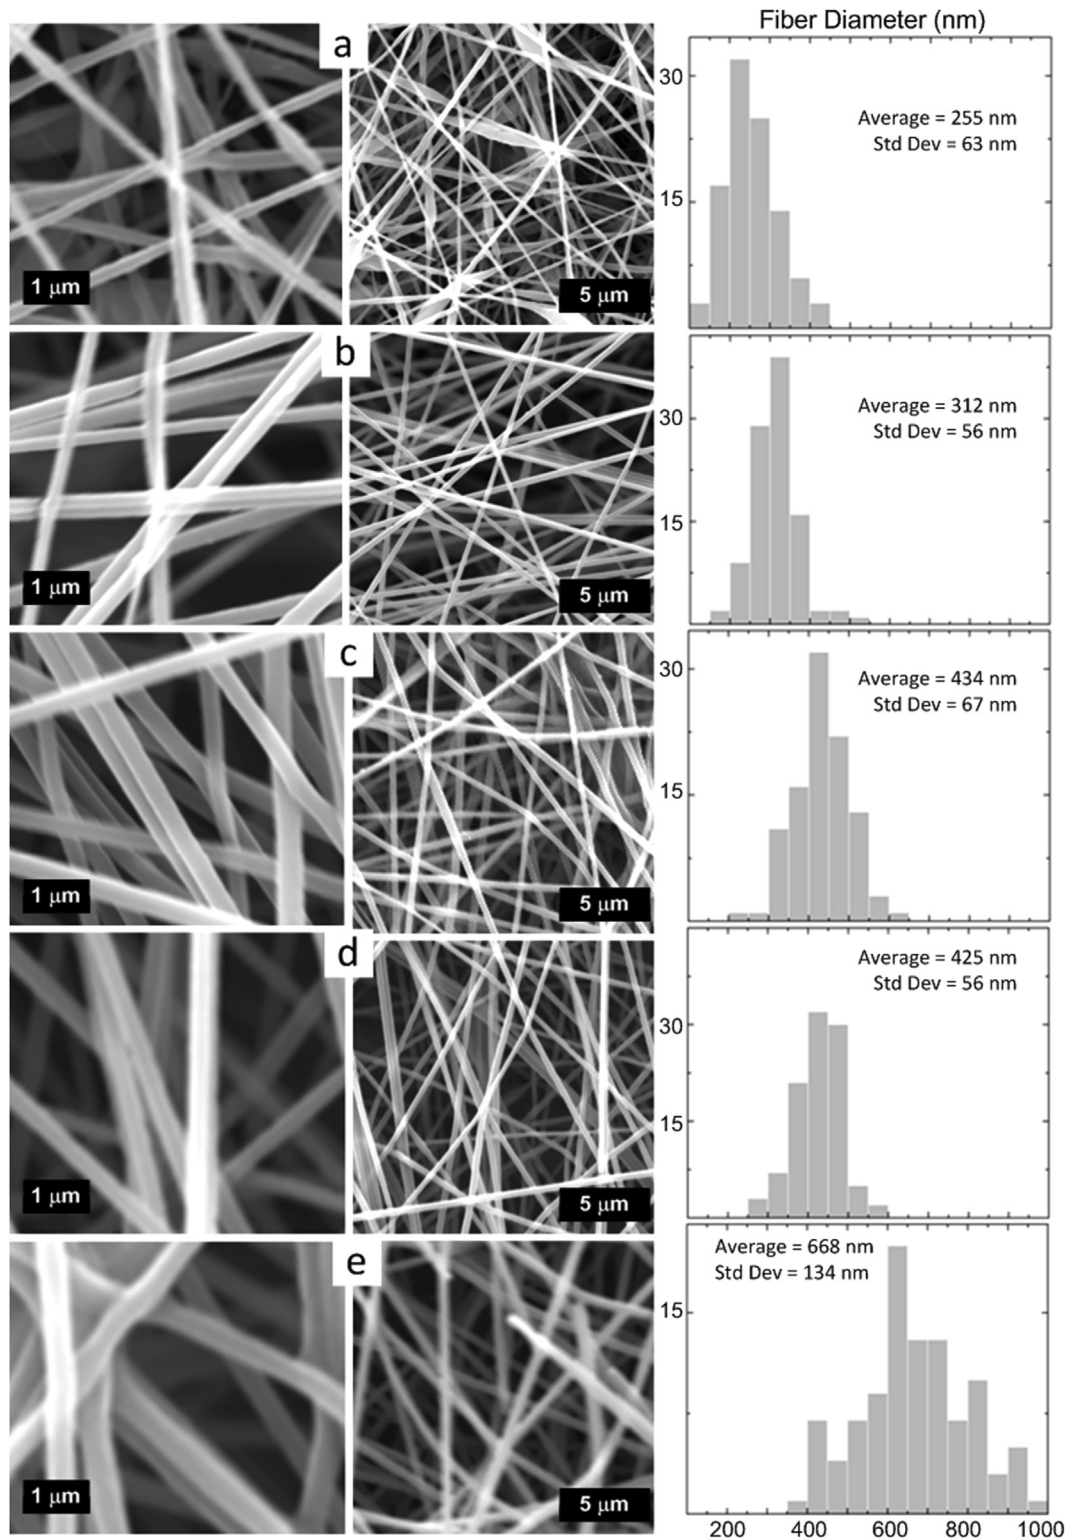 Fiber Diameter (nm)
a
30
15
Average = 255 nm
Std Dev = 63 nm
1 μm
5 μm
b
30
15
Average = 312 nm
Std Dev = 56 nm
1 μm
5 μm
c
30
15
Average = 434 nm
Std Dev = 67 nm
1 μm
5 μm
d
30
15
Average = 425 nm
Std Dev = 56 nm
1 μm
5 μm
e
15
Average = 668 nm
Std Dev = 134 nm
1 μm
5 μm
200 400 600 800 1000